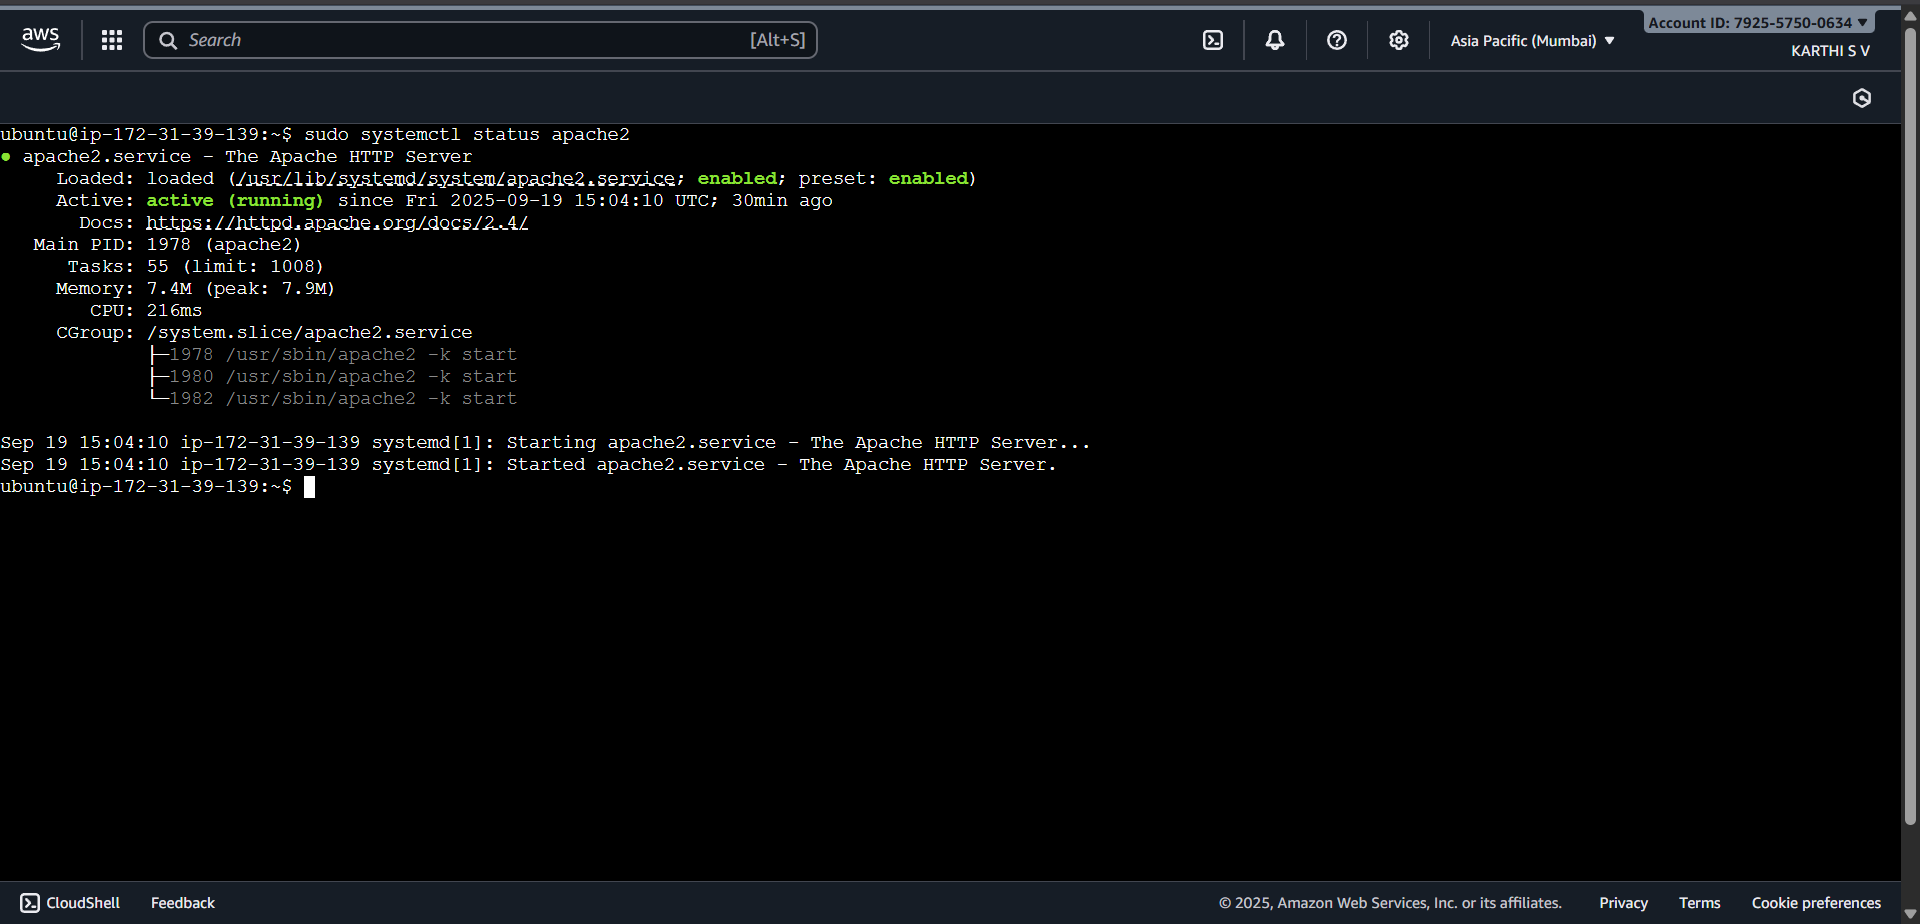 aws
Search [Alt+S]
Asia Pacific (Mumbai)
Account ID: 7925-5750-0634
KARTHI S V
ubuntu@ip-172-31-39-139:~$ sudo systemctl status apache2
● apache2.service - The Apache HTTP Server
Loaded: loaded (/usr/lib/systemd/system/apache2.service; enabled; preset: enabled)
Active: active (running) since Fri 2025-09-19 15:04:10 UTC; 30min ago
Docs: https://httpd.apache.org/docs/2.4/
Main PID: 1978 (apache2)
Tasks: 55 (limit: 1008)
Memory: 7.4M (peak: 7.9M)
CPU: 216ms
CGroup: /system.slice/apache2.service
├─1978 /usr/sbin/apache2 -k start
├─1980 /usr/sbin/apache2 -k start
└─1982 /usr/sbin/apache2 -k start
Sep 19 15:04:10 ip-172-31-39-139 systemd[1]: Starting apache2.service - The Apache HTTP Server...
Sep 19 15:04:10 ip-172-31-39-139 systemd[1]: Started apache2.service - The Apache HTTP Server.
ubuntu@ip-172-31-39-139:~$
CloudShell Feedback © 2025, Amazon Web Services, Inc. or its affiliates. Privacy Terms Cookie preferences